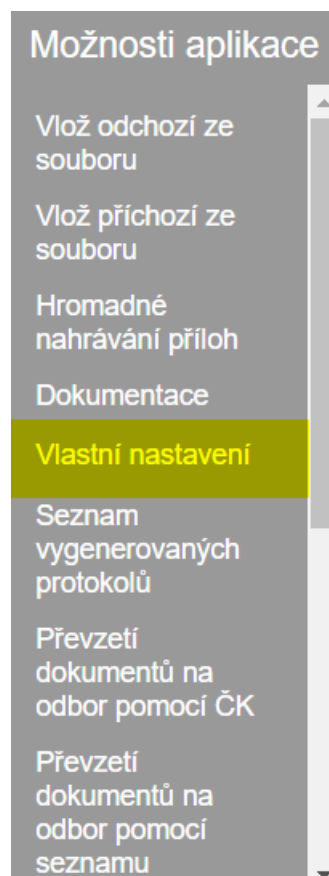 Možnosti aplikace
Vlož odchozí ze
souboru
Vlož příchozí ze
souboru
Hromadné
nahrávání příloh
Dokumentace
Vlastní nastavení
Seznam
vygenerovaných
protokolů
Převzetí
dokumentů na
odbor pomocí ČK
Převzetí
dokumentů na
odbor pomocí
seznamu